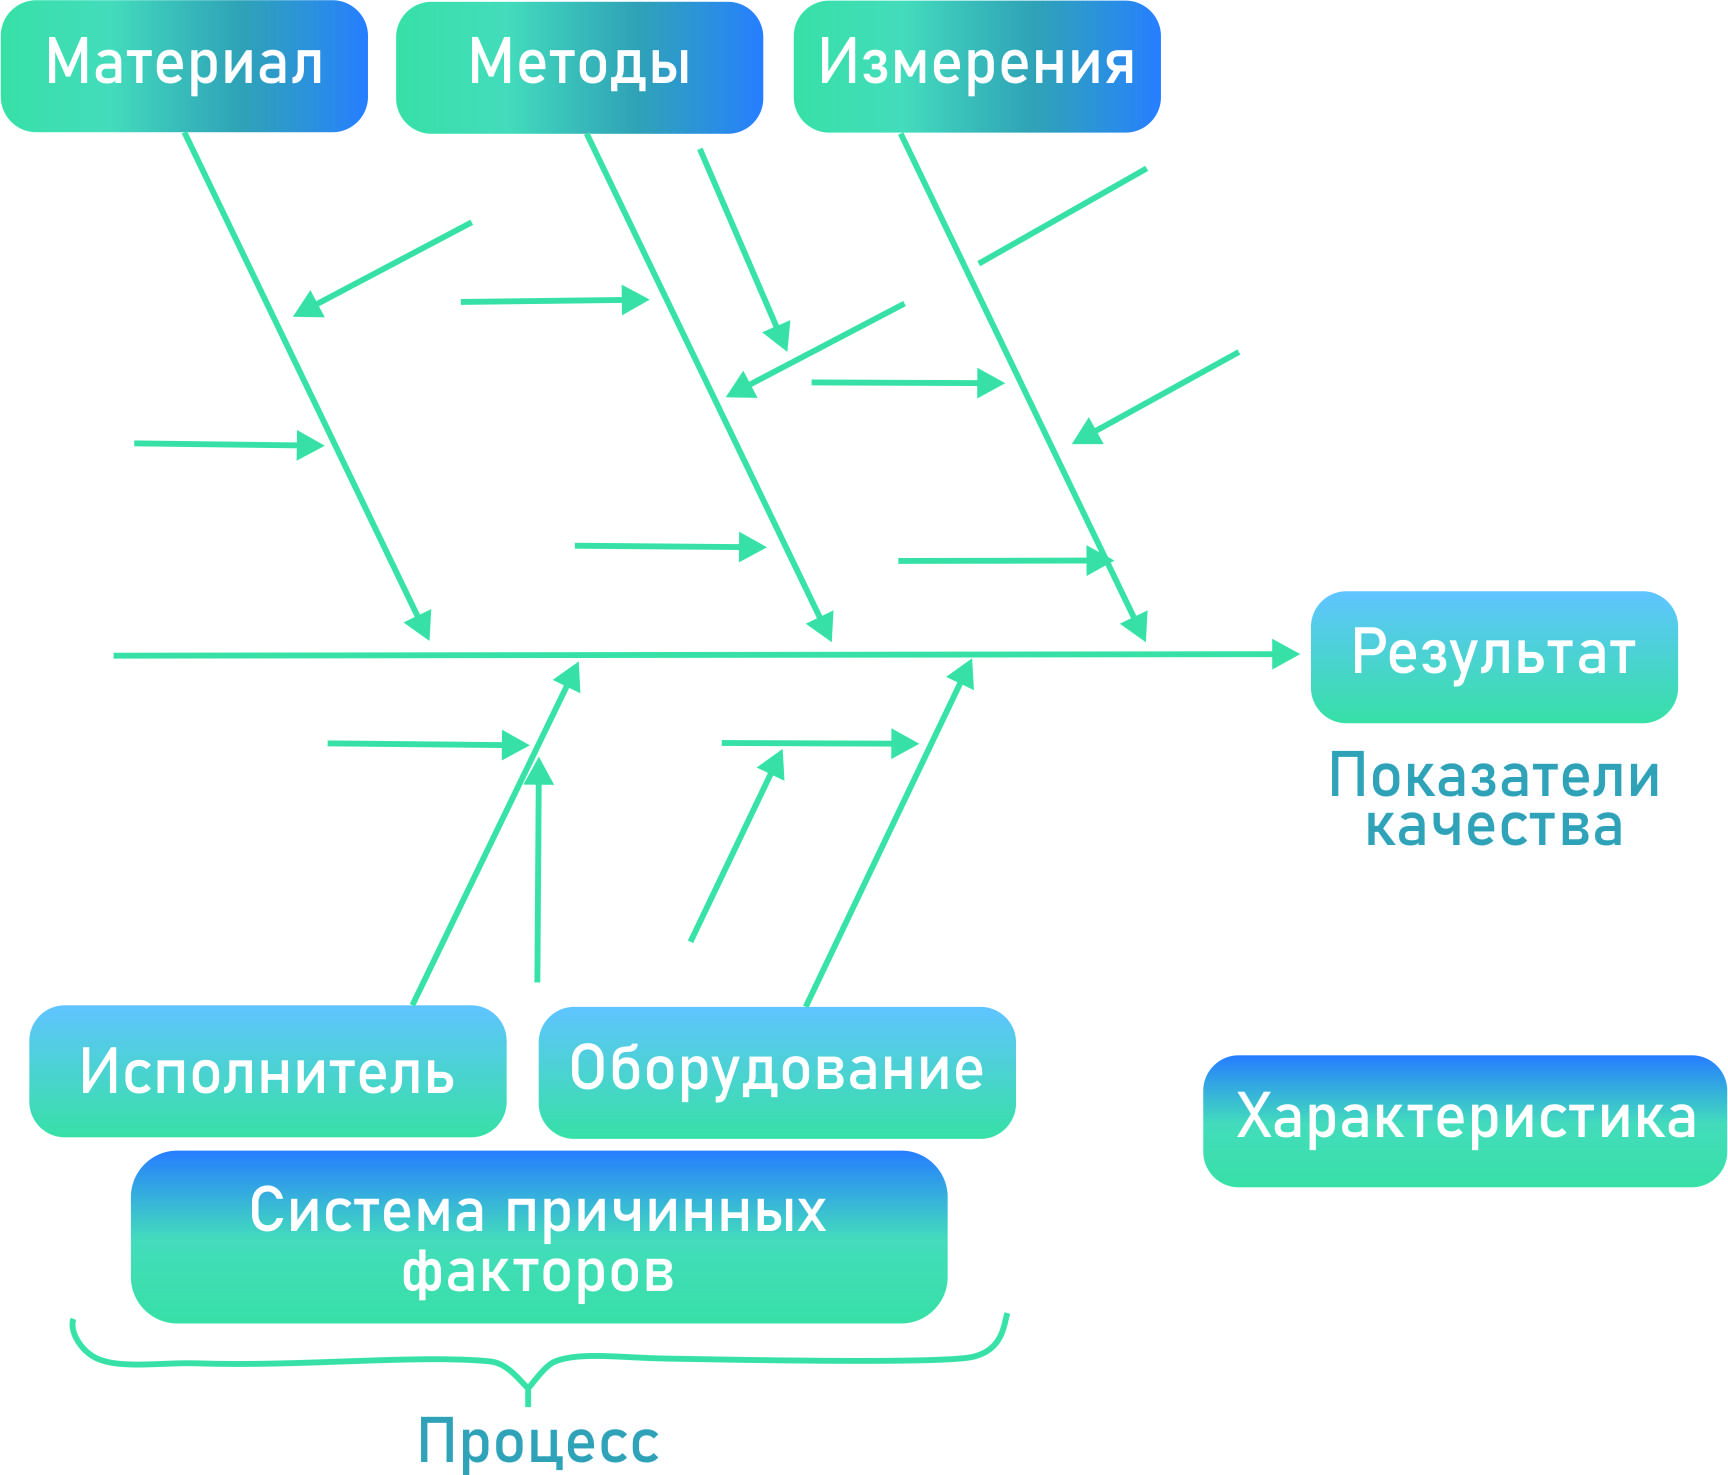 Материал
Методы
Измерения
Результат
Показатели
качества
Исполнитель
Оборудование
Характеристика
Система причинных
факторов
Процесс